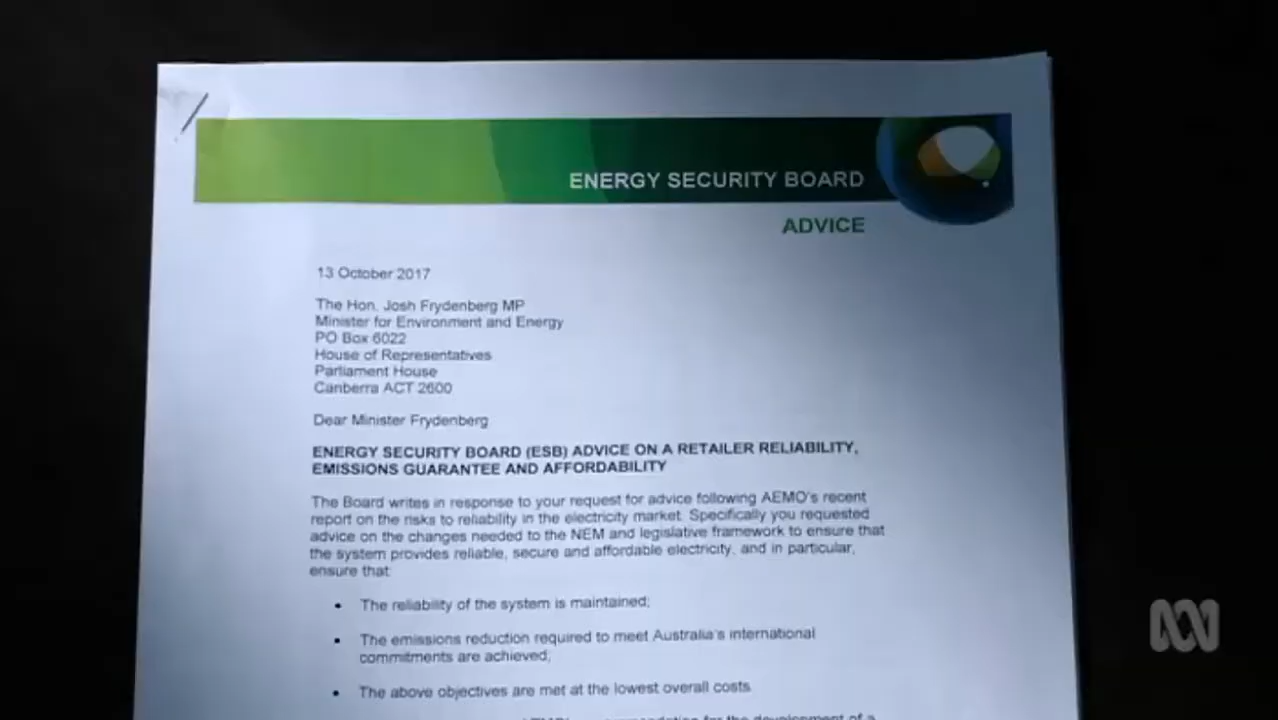 ENERGY SECURITY BOARD
ADVICE
13 October 2017
The Hon. Josh Frydenberg MP
Minister for Environment and Energy
PO Box 6022
House of Representatives
Parliament House
Canberra ACT 2600
Dear Minister Frydenberg
ENERGY SECURITY BOARD (ESB) ADVICE ON A RETAILER RELIABILITY,
EMISSIONS GUARANTEE AND AFFORDABILITY
The Board writes in response to your request for advice following AEMO's recent
report on the risks to reliability in the electricity market. Specifically you requested
advice on the changes needed to the NEM and legislative framework to ensure that
the system provides reliable, secure and affordable electricity, and in particular,
ensure that:
• The reliability of the system is maintained;
• The emissions reduction required to meet Australia's international
commitments are achieved;
• The above objectives are met at the lowest overall costs
for the development of a